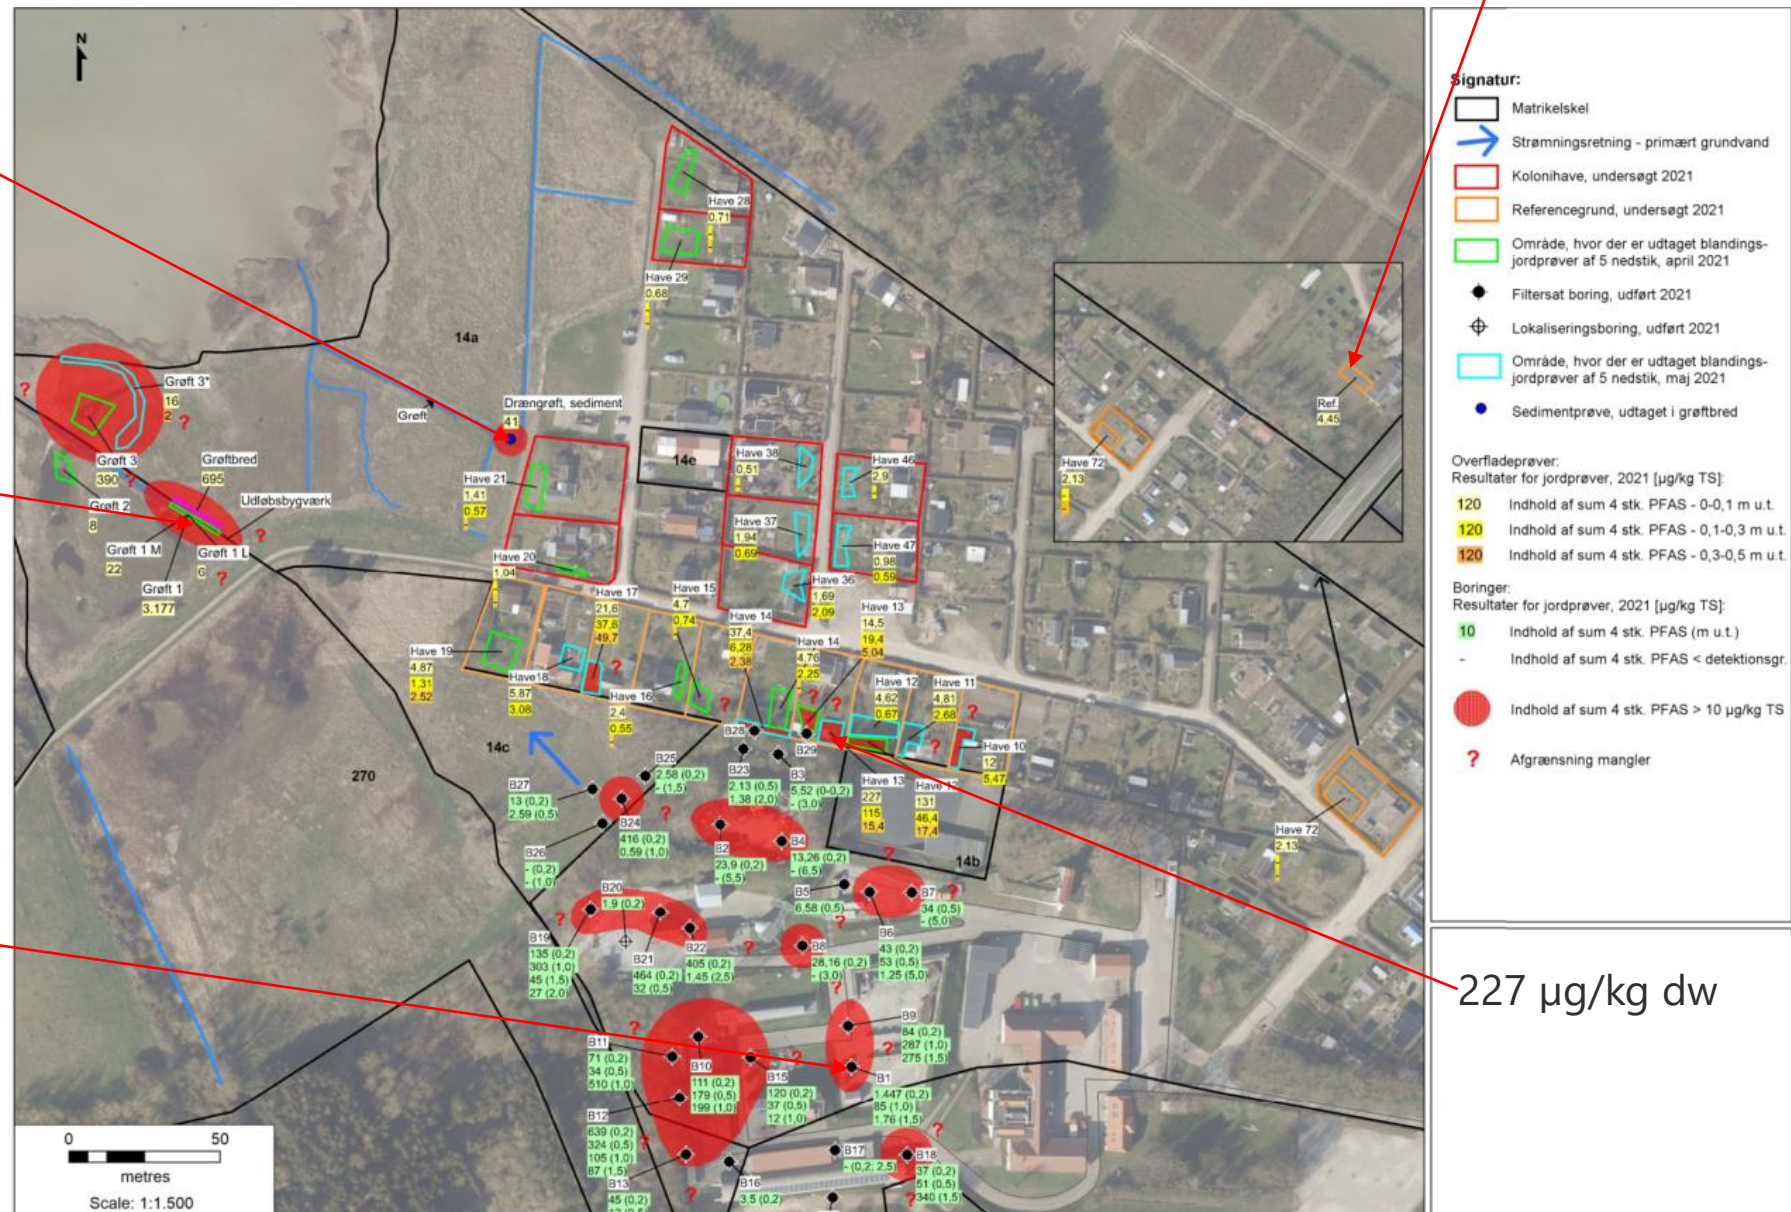 N
Have 28
0,71
Have 29
0,68
14a
Grøft 3*
16
2
?
?
Grøft
Drængrøft, sediment
41
Grøft 3
390
?
Grøftbred
695
Udløbsbygværk
Grøft 2
8
?
Grøft 1 M
22
Grøft 1 L
6
?
Grøft 1
3.177
Have 21
1,41
0,57
14e
Have 38
0,51
Have 46
2,9
Have 37
1,94
0,69
Have 47
0,98
0,59
Have 36
1,69
2,09
Have 20
1,04
Have 17
21,6
37,6
49,7
?
Have 15
4,7
0,74
Have 14
37,4
6,28
2,38
Have 14
4,76
2,25
?
Have 13
14,5
19,4
5,04
Have 19
4,87
1,31
2,52
Have18
5,87
3,08
Have 16
2,4
0,55
Have 12
4,62
0,67
Have 11
4,81
2,68
?
?
Have 10
12
5,47
Have 13
227
115
15,4
Have 12
131
46,4
17,4
Have 72
2,13
Ref.
4,45
Have 72
2,13
14c
270
14b
B28
B29
B23
2,13 (0,5)
1,38 (2,0)
B3
5,52 (0-0,2)
- (3,0)
B25
2,58 (0,2)
- (1,5)
B27
13 (0,2)
2,59 (0,5)
B24
416 (0,2)
0,59 (1,0)
?
B26
- (0,2)
- (1,0)
B2
23,9 (0,2)
- (5,5)
B4
13,26 (0,2)
- (6,5)
?
B5
6,58 (0,5)
B7
34 (0,5)
- (5,0)
?
B6
43 (0,2)
53 (0,5)
1,25 (5,0)
?
B20
1,9 (0,2)
?
B19
135 (0,2)
303 (1,0)
45 (1,5)
27 (2,0)
B21
464 (0,2)
32 (0,5)
B22
405 (0,2)
1,45 (2,5)
?
B8
28,16 (0,2)
- (3,0)
?
B9
84 (0,2)
287 (1,0)
275 (1,5)
?
?
B11
71 (0,2)
34 (0,5)
510 (1,0)
B10
111 (0,2)
179 (0,5)
199 (1,0)
B15
120 (0,2)
37 (0,5)
12 (1,0)
?
B1
1.447 (0,2)
85 (1,0)
1,76 (1,5)
?
B12
639 (0,2)
324 (0,5)
105 (1,0)
87 (1,5)
?
B13
45 (0,2)
?
B16
3,5 (0,2)
B17
- (0,2; 2,5)
B18
37 (0,2)
51 (0,5)
340 (1,5)
?
?
0 50
metres
Scale: 1:1.500
Signatur:
Matrikelskel
Strømningsretning - primært grundvand
Kolonihave, undersøgt 2021
Referencegrund, undersøgt 2021
Område, hvor der er udtaget blandings-
jordprøver af 5 nedstik, april 2021
Filtersat boring, udført 2021
Lokaliseringsboring, udført 2021
Område, hvor der er udtaget blandings-
jordprøver af 5 nedstik, maj 2021
Sedimentprøve, udtaget i grøftbred
Overfladeprøver:
Resultater for jordprøver, 2021 [µg/kg TS]:
120 Indhold af sum 4 stk. PFAS - 0-0,1 m u.t.
120 Indhold af sum 4 stk. PFAS - 0,1-0,3 m u.t.
120 Indhold af sum 4 stk. PFAS - 0,3-0,5 m u.t.
Boringer:
Resultater for jordprøver, 2021 [µg/kg TS]:
10 Indhold af sum 4 stk. PFAS (m u.t.)
- Indhold af sum 4 stk. PFAS < detektionsgr.
Indhold af sum 4 stk. PFAS > 10 µg/kg TS
? Afgrænsning mangler
227 µg/kg dw